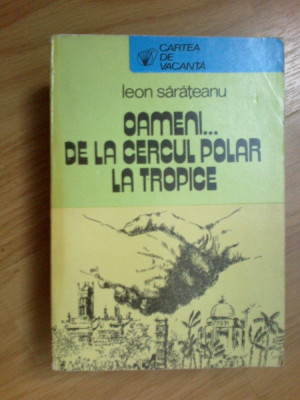 CARTEA
DE
VACANȚĂ
leon sărățeanu
OAMENI...
DE LA CERCUL POLAR
LA TROPICE